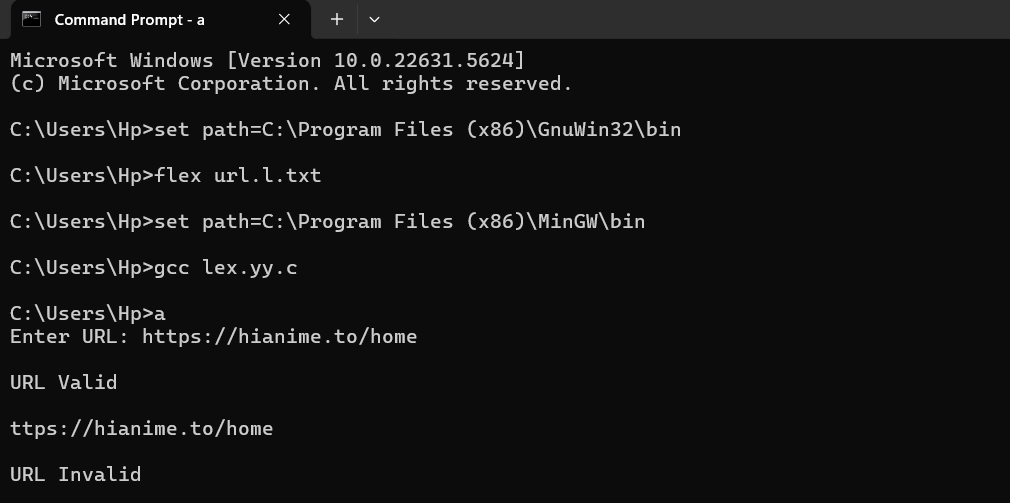 Command Prompt - a
Microsoft Windows [Version 10.0.22631.5624]
(c) Microsoft Corporation. All rights reserved.
C:\Users\Hp>set path=C:\Program Files (x86)\GnuWin32\bin
C:\Users\Hp>flex url.l.txt
C:\Users\Hp>set path=C:\Program Files (x86)\MinGW\bin
C:\Users\Hp>gcc lex.yy.c
C:\Users\Hp>a
Enter URL: https://hianime.to/home
URL Valid
ttps://hianime.to/home
URL Invalid